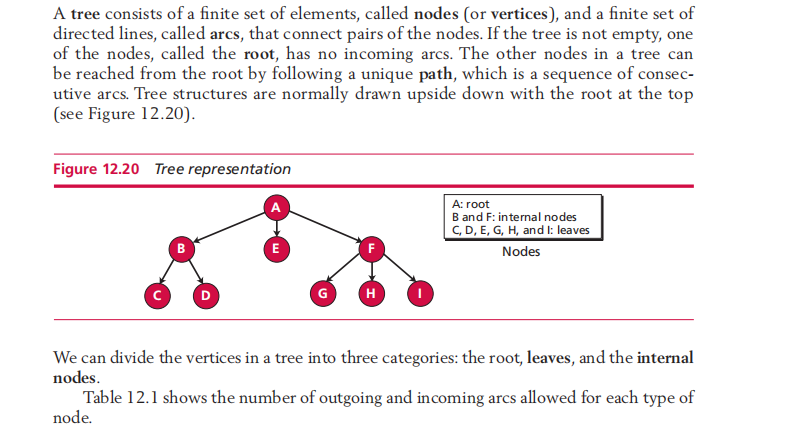 A tree consists of a finite set of elements, called nodes (or vertices), and a finite set of
directed lines, called arcs, that connect pairs of the nodes. If the tree is not empty, one
of the nodes, called the root, has no incoming arcs. The other nodes in a tree can
be reached from the root by following a unique path, which is a sequence of consec-
utive arcs. Tree structures are normally drawn upside down with the root at the top
(see Figure 12.20).
Figure 12.20 Tree representation
A
B
E
F
C
D
G
H
I
A: root
B and F: internal nodes
C, D, E, G, H, and I: leaves
Nodes
We can divide the vertices in a tree into three categories: the root, leaves, and the internal
nodes.
Table 12.1 shows the number of outgoing and incoming arcs allowed for each type of
node.